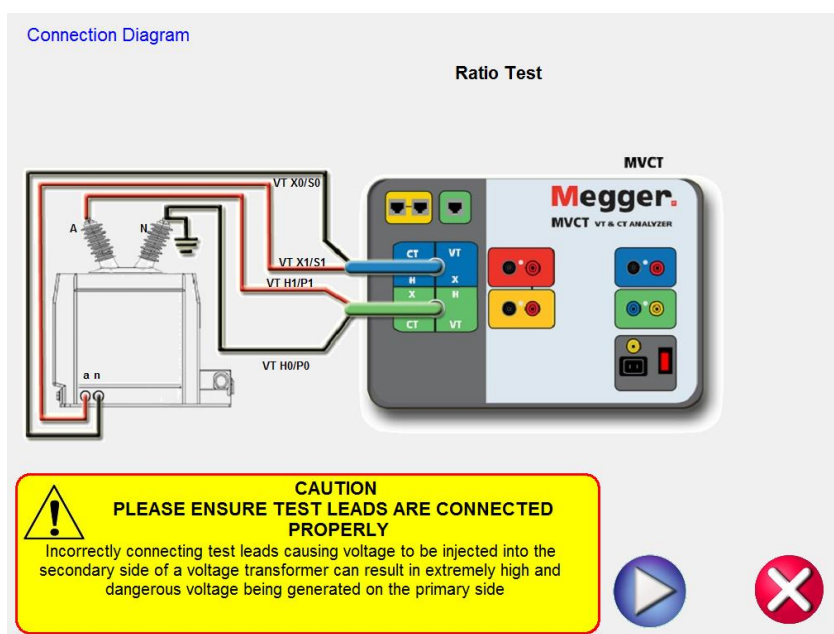 Connection Diagram
Ratio Test
MVCT
VT X0/S0
Megger.
MVCT VT & CT ANALYZER
A
N
CT VT
VT X1/S1
H X
VT H1/P1
X H
CT VT
VT H0/P0
a n
CAUTION
PLEASE ENSURE TEST LEADS ARE CONNECTED
PROPERLY
Incorrectly connecting test leads causing voltage to be injected into the
secondary side of a voltage transformer can result in extremely high and
dangerous voltage being generated on the primary side